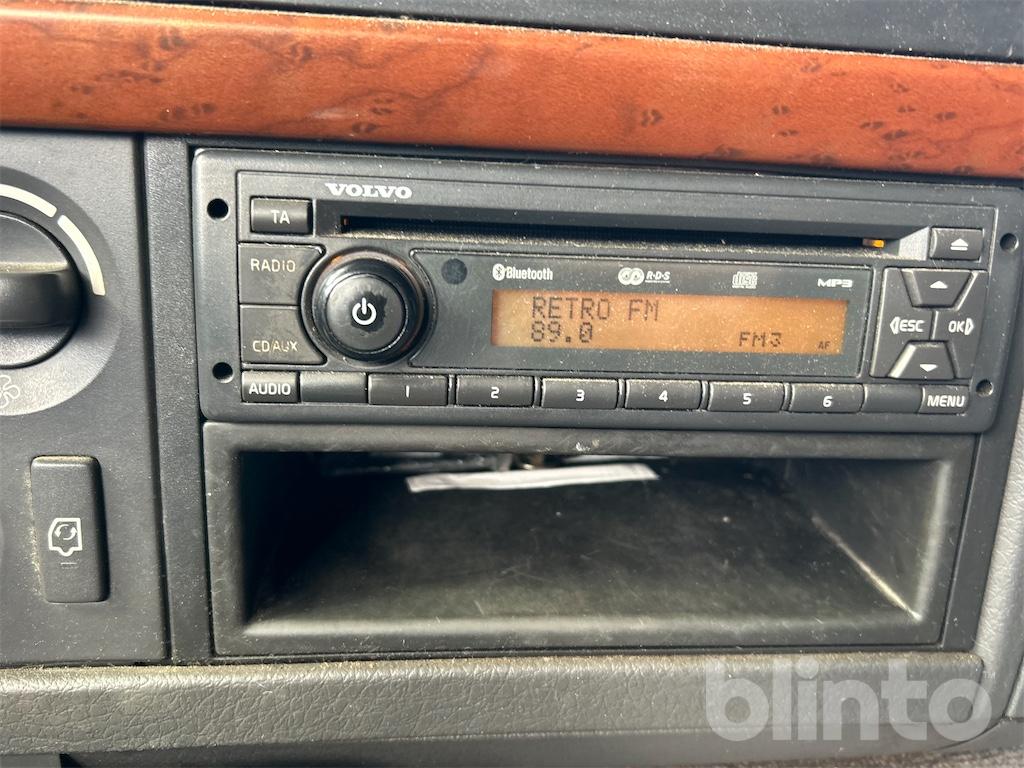 VOLVO
TA
RADIO
CD/AUX
Bluetooth R·D·S MP3
RETRO FM
89.0 FM3 AF
ESC OK
AUDIO 1 2 3 4 5 6 MENU
blinto